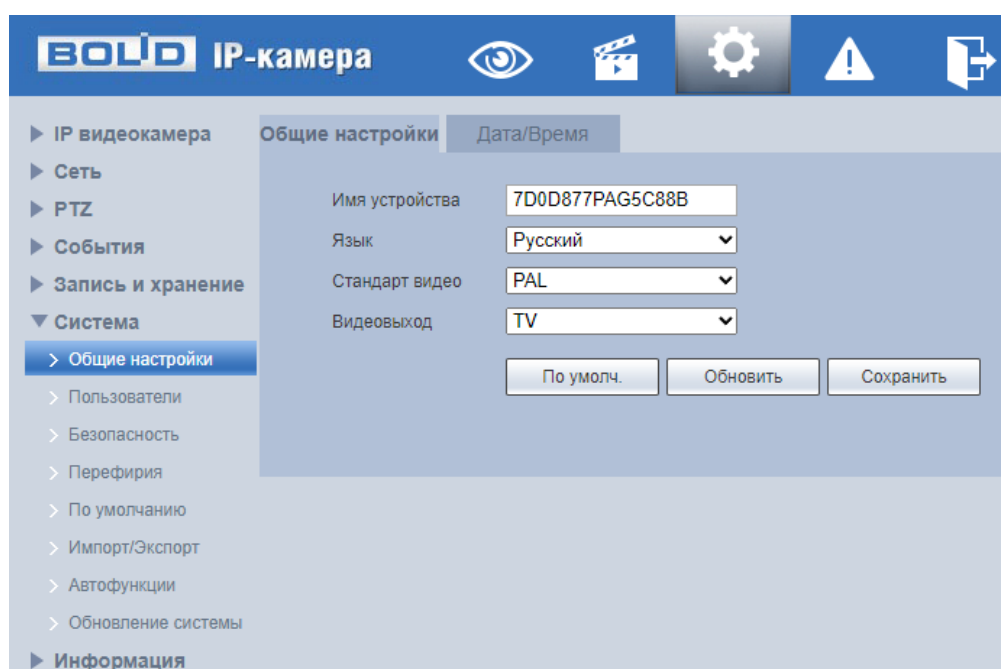 BOLID IP-камера
IP видеокамера
Сеть
PTZ
События
Запись и хранение
Система
Общие настройки
Пользователи
Безопасность
Перефирия
По умолчанию
Импорт/Экспорт
Автофункции
Обновление системы
Информация
Общие настройки Дата/Время
Имя устройства 7D0D877PAG5C88B
Язык Русский
Стандарт видео PAL
Видеовыход TV
По умолч. Обновить Сохранить